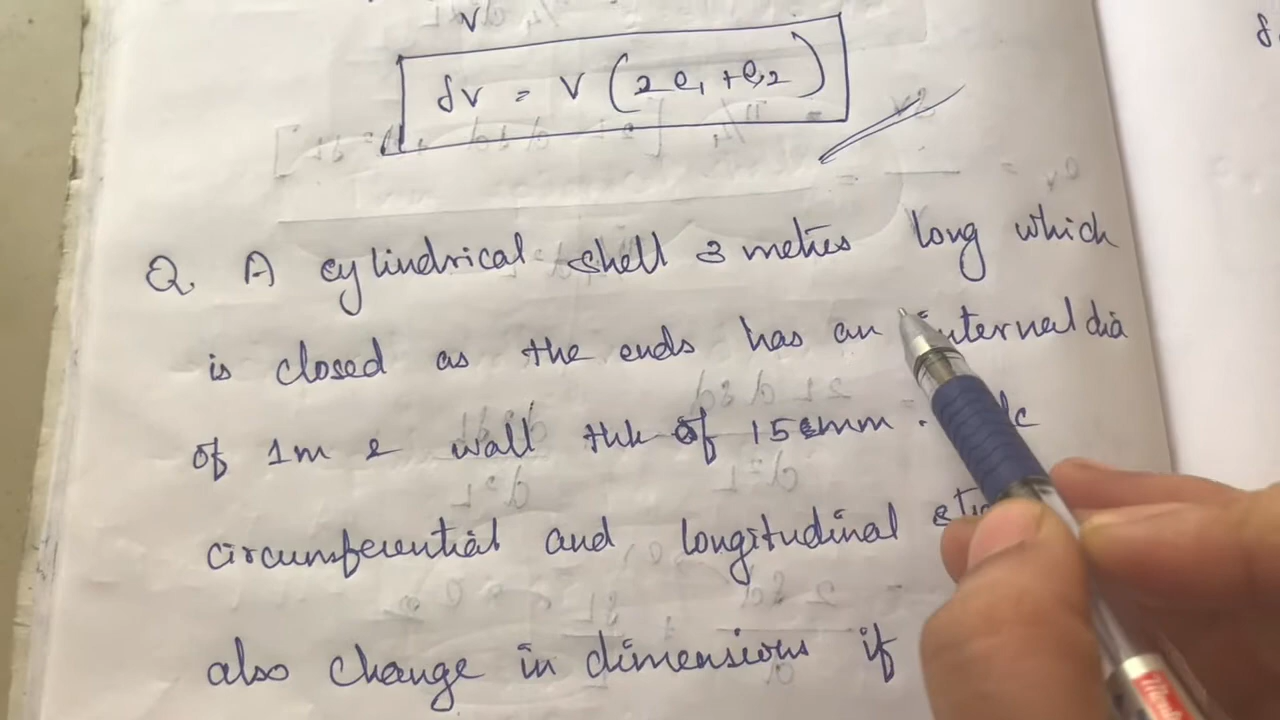 V
δV = V (2e₁ + e₂)
Q. A cylindrical shell 3 metres long which
is closed as the ends has an internal dia
of 1m & wall thk of 15mm.
circumferential and longitudinal
also change in dimensions if